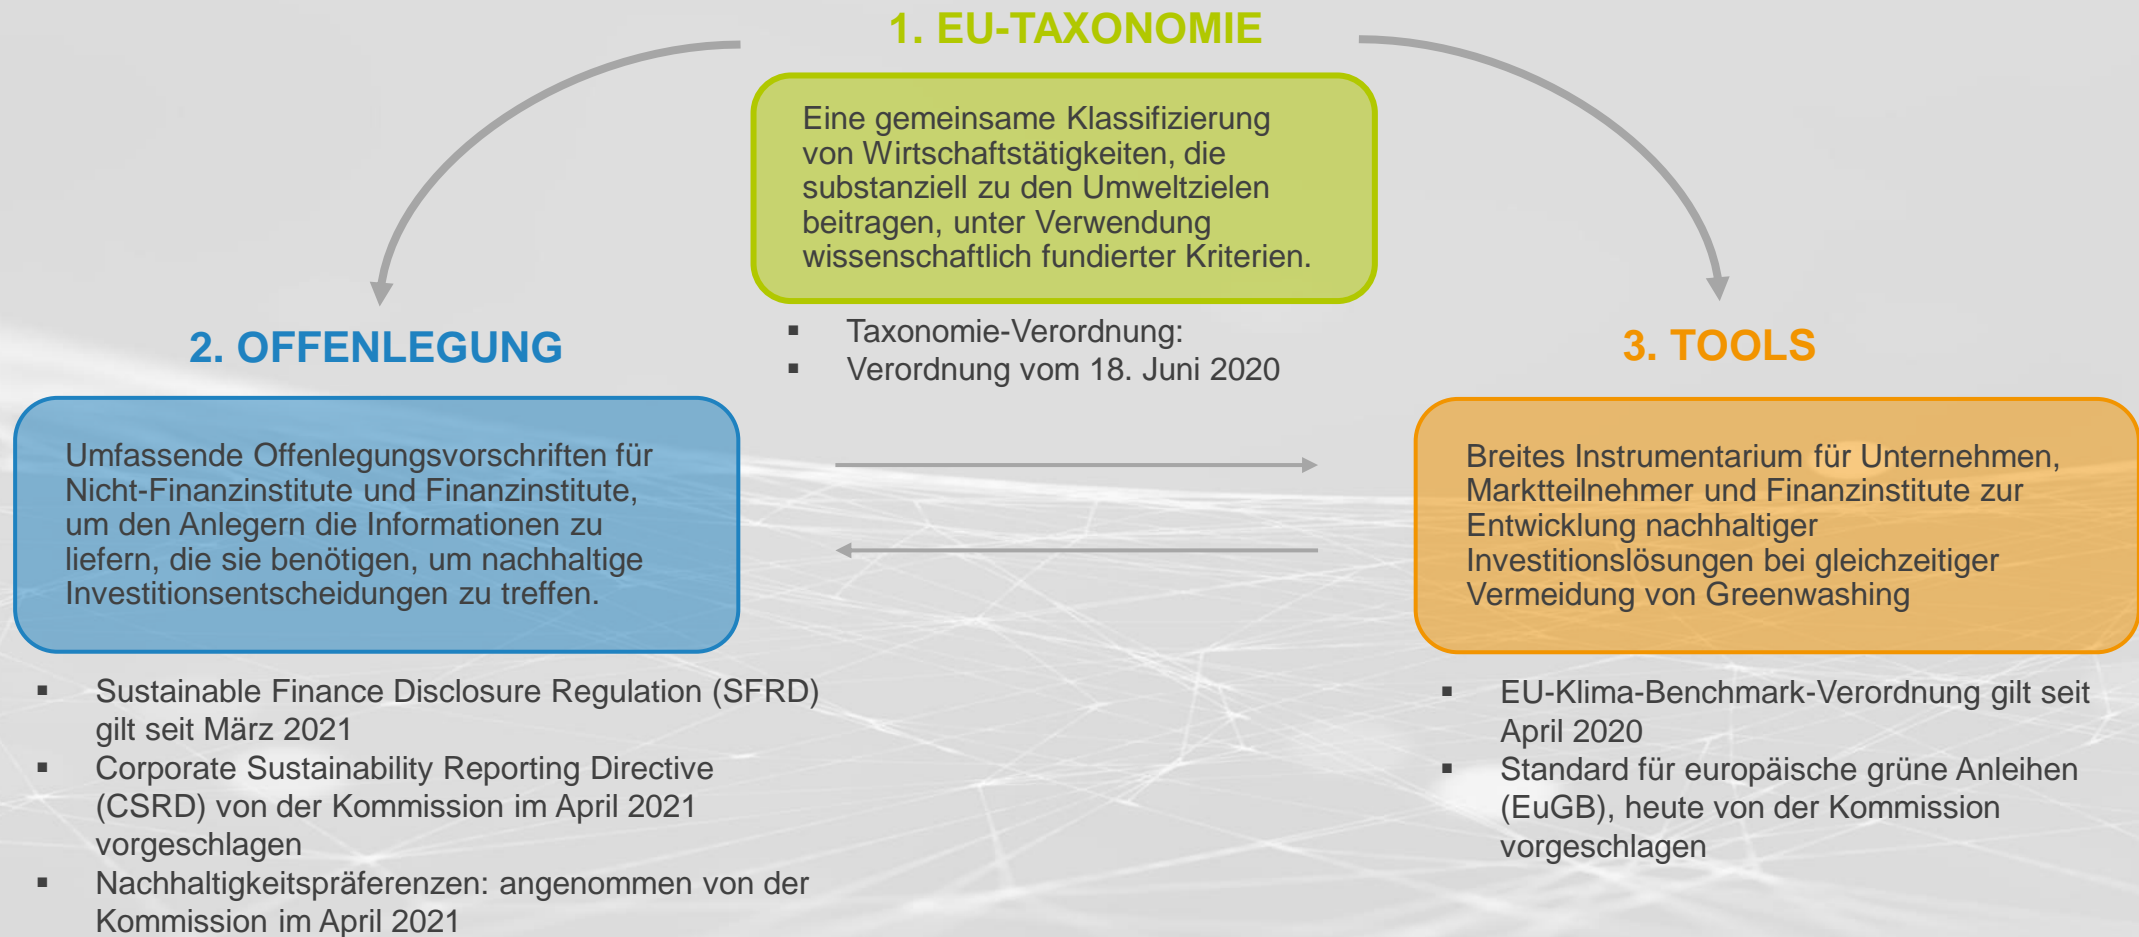 1. EU-TAXONOMIE
Eine gemeinsame Klassifizierung
von Wirtschaftstätigkeiten, die
substanziell zu den Umweltzielen
beitragen, unter Verwendung
wissenschaftlich fundierter Kriterien.
▪ Taxonomie-Verordnung:
▪ Verordnung vom 18. Juni 2020
2. OFFENLEGUNG
Umfassende Offenlegungsvorschriften für
Nicht-Finanzinstitute und Finanzinstitute,
um den Anlegern die Informationen zu
liefern, die sie benötigen, um nachhaltige
Investitionsentscheidungen zu treffen.
▪ Sustainable Finance Disclosure Regulation (SFRD)
gilt seit März 2021
▪ Corporate Sustainability Reporting Directive
(CSRD) von der Kommission im April 2021
vorgeschlagen
▪ Nachhaltigkeitspräferenzen: angenommen von der
Kommission im April 2021
3. TOOLS
Breites Instrumentarium für Unternehmen,
Marktteilnehmer und Finanzinstitute zur
Entwicklung nachhaltiger
Investitionslösungen bei gleichzeitiger
Vermeidung von Greenwashing
▪ EU-Klima-Benchmark-Verordnung gilt seit
April 2020
▪ Standard für europäische grüne Anleihen
(EuGB), heute von der Kommission
vorgeschlagen